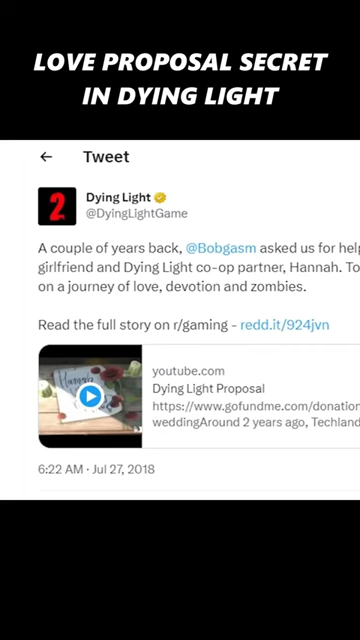 LOVE PROPOSAL SECRET
IN DYING LIGHT
Tweet
2
Dying Light
@DyingLightGame
A couple of years back, @Bobgasm asked us for help
girlfriend and Dying Light co-op partner, Hannah. To
on a journey of love, devotion and zombies.
Read the full story on r/gaming - redd.it/924jvn
Hannah
youtube.com
Dying Light Proposal
https://www.gofundme.com/donation
weddingAround 2 years ago, Techland
6:22 AM · Jul 27, 2018